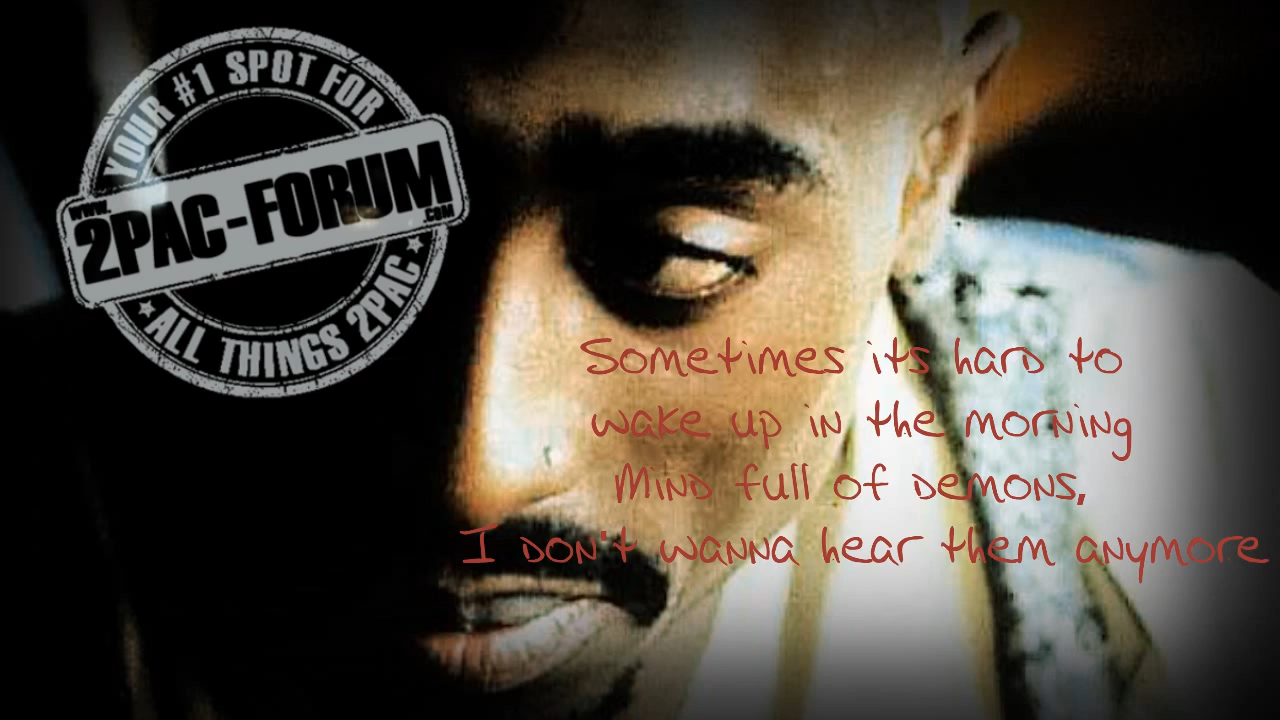 YOUR #1 SPOT FOR
WWW.
2PAC-FORUM
.COM
ALL THINGS 2PAC
Sometimes its hard to
wake up in the morning
Mind full of demons,
I don't wanna hear them anymore